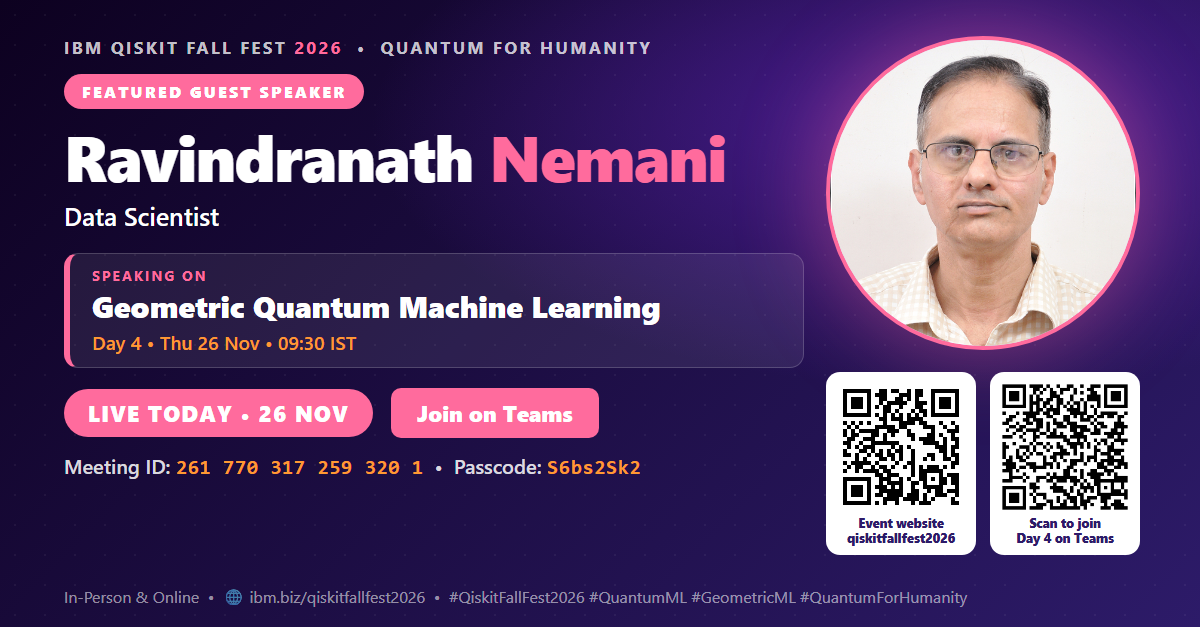 IBM QISKIT FALL FEST 2026 • QUANTUM FOR HUMANITY
FEATURED GUEST SPEAKER
Ravindranath Nemani
Data Scientist
SPEAKING ON
Geometric Quantum Machine Learning
Day 4 • Thu 26 Nov • 09:30 IST
LIVE TODAY • 26 NOV
Join on Teams
Meeting ID: 261 770 317 259 320 1 • Passcode: S6bs2Sk2
Event website
qiskitfallfest2026
Scan to join
Day 4 on Teams
In-Person & Online • 🌐 ibm.biz/qiskitfallfest2026 • #QiskitFallFest2026 #QuantumML #GeometricML #QuantumForHumanity